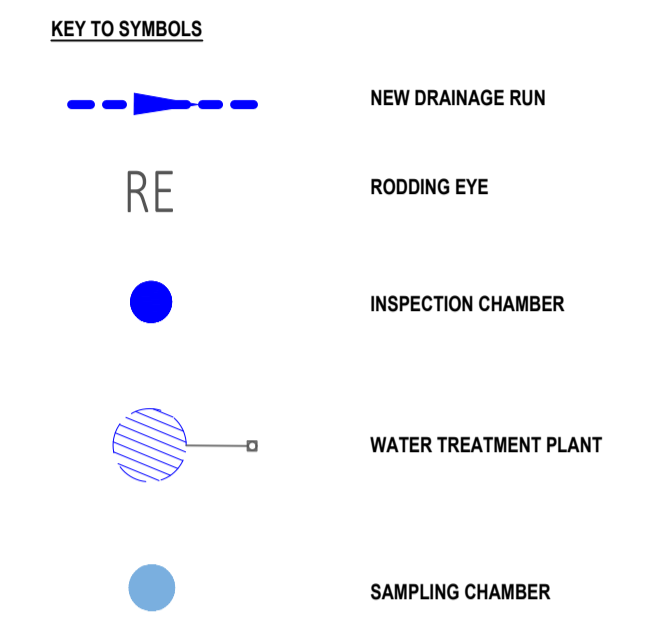 KEY TO SYMBOLS
NEW DRAINAGE RUN
RE
RODDING EYE
INSPECTION CHAMBER
WATER TREATMENT PLANT
SAMPLING CHAMBER